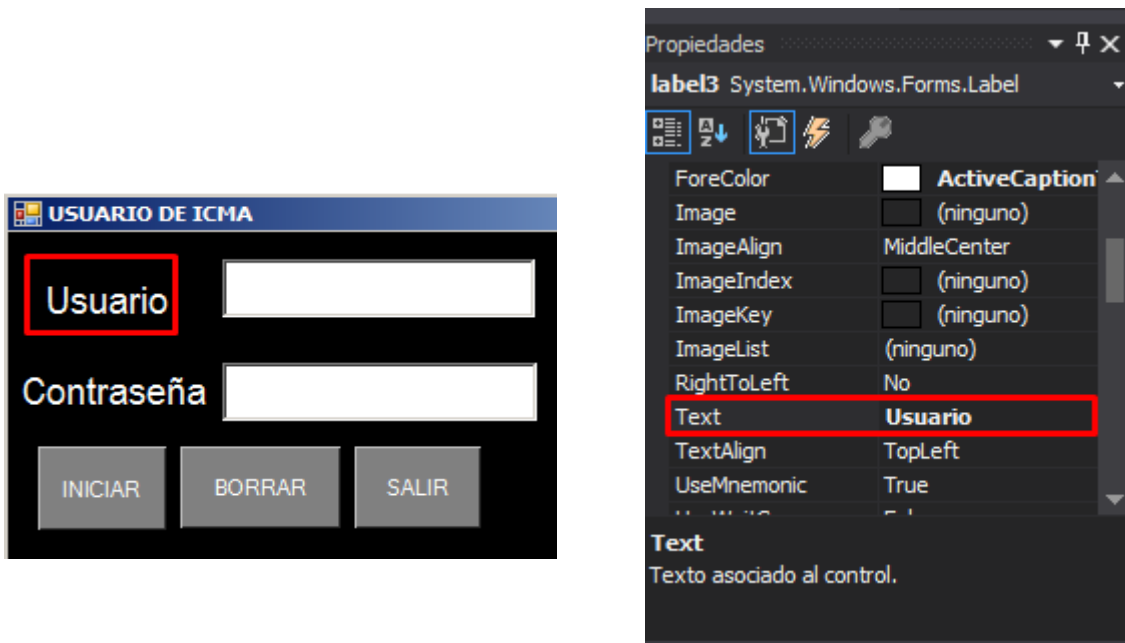 USUARIO DE ICMA
Usuario
Contraseña
INICIAR BORRAR SALIR
Propiedades
label3 System.Windows.Forms.Label
ForeColor ActiveCaption
Image (ninguno)
ImageAlign MiddleCenter
ImageIndex (ninguno)
ImageKey (ninguno)
ImageList (ninguno)
RightToLeft No
Text Usuario
TextAlign TopLeft
UseMnemonic True
Text
Texto asociado al control.